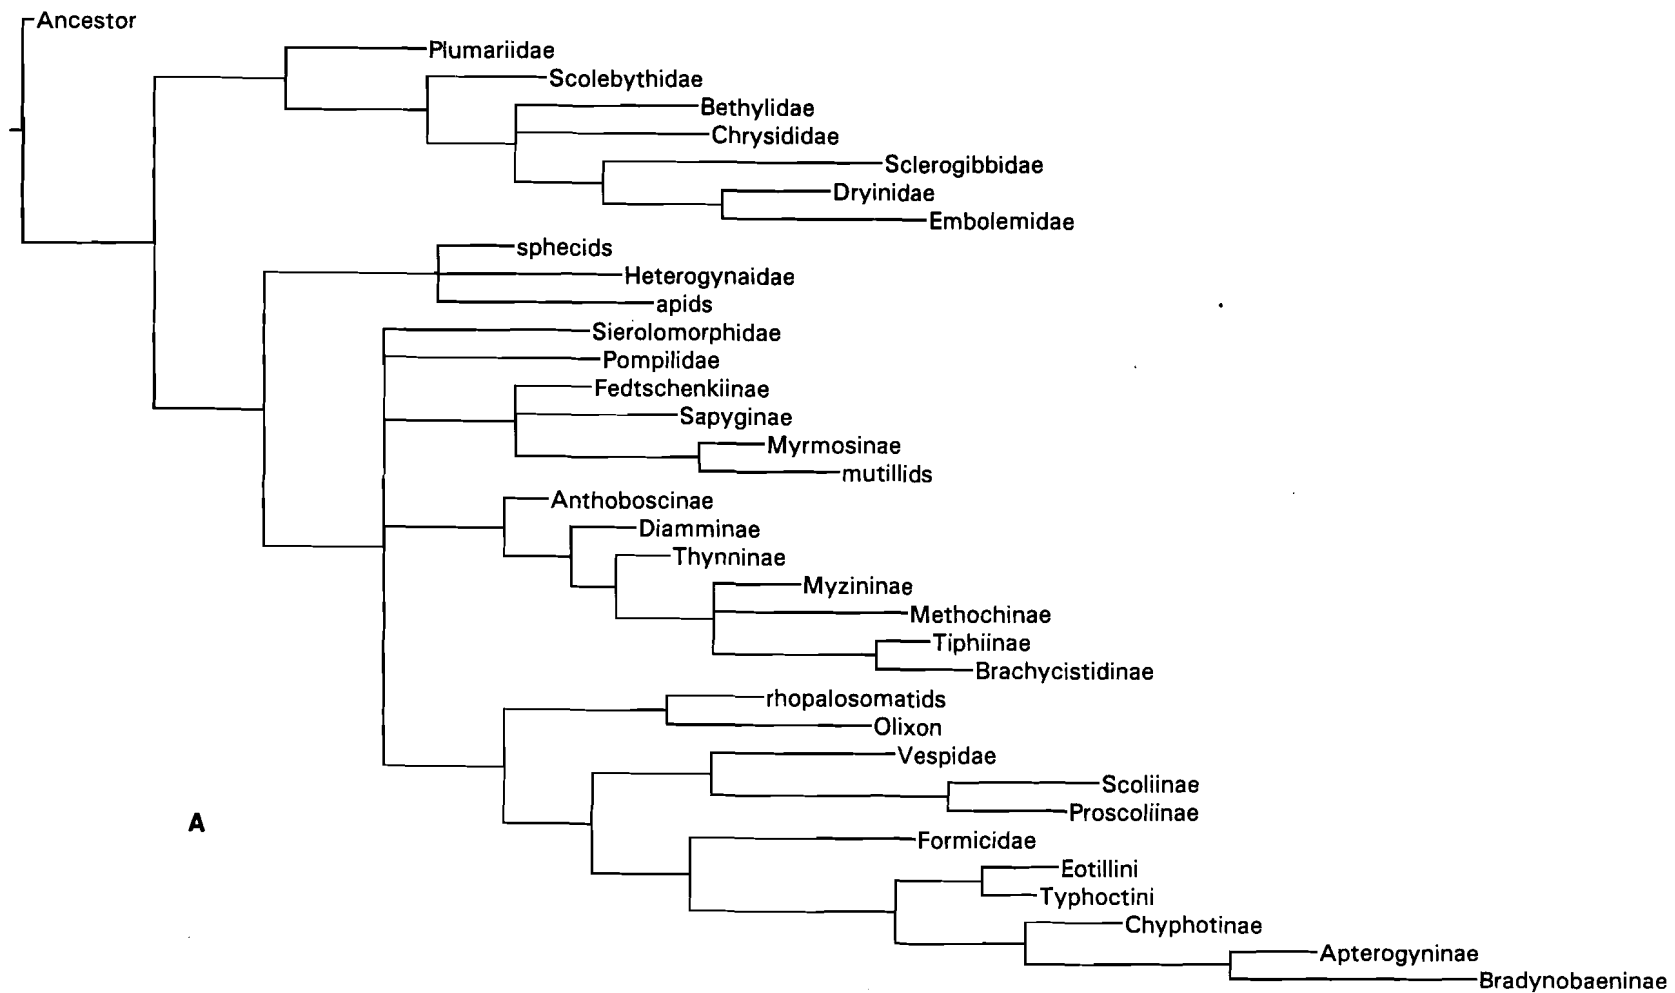 Ancestor
Plumariidae
Scolebythidae
Bethylidae
Chrysididae
Sclerogibbidae
Dryinidae
Embolemidae
sphecids
Heterogynaidae
apids
Sierolomorphidae
Pompilidae
Fedtschenkiinae
Sapyginae
Myrmosinae
mutillids
Anthoboscinae
Diamminae
Thynninae
Myzininae
Methochinae
Tiphiinae
Brachycistidinae
rhopalosomatids
Olixon
Vespidae
Scoliinae
Proscoliinae
A
Formicidae
Eotillini
Typhoctini
Chyphotinae
Apterogyninae
Bradynobaeninae